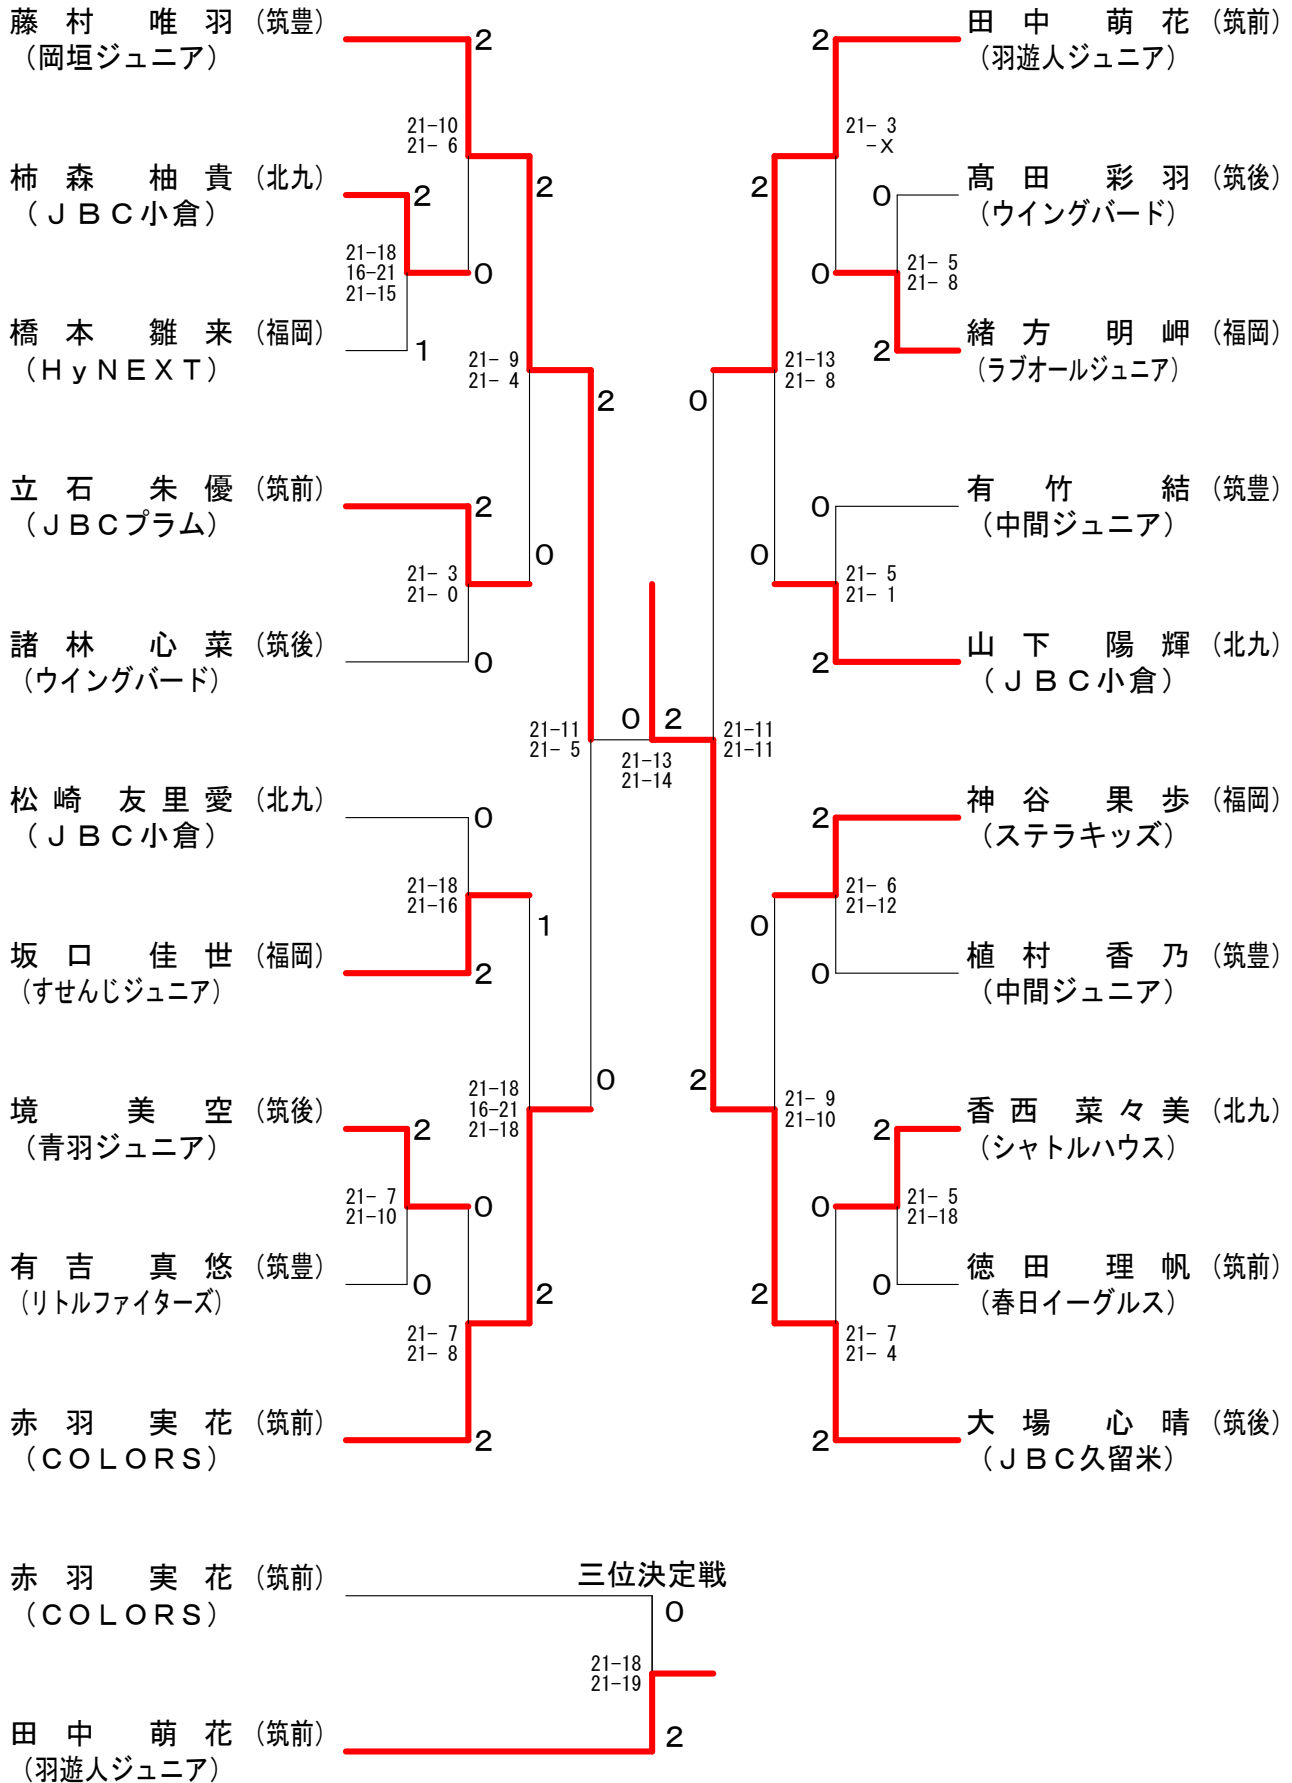 藤村 唯羽 (筑豊)
(岡垣ジュニア)
2
21-10
21- 6
柿森 柚貴 (北九)
(ＪＢＣ小倉)
2
2
21-18
16-21
21-15
0
橋本 雛来 (福岡)
(ＨｙＮＥＸＴ)
1
21- 9
21- 4
2
立石 朱優 (筑前)
(ＪＢＣプラム)
2
0
21- 3
21- 0
諸林 心菜 (筑後)
(ウイングバード)
0
21-11
21- 5
松崎 友里愛 (北九)
(ＪＢＣ小倉)
0
21-18
21-16
1
坂口 佳世 (福岡)
(すせんじジュニア)
2
21-18
16-21
21-18
0
境 美空 (筑後)
(青羽ジュニア)
2
21- 7
21-10
0
有吉 真悠 (筑豊)
(リトルファイターズ)
0
2
21- 7
21- 8
赤羽 実花 (筑前)
(ＣＯＬＯＲＳ)
2
0 2
21-13
21-14
田中 萌花 (筑前)
(羽遊人ジュニア)
2
21- 3
-X
髙田 彩羽 (筑後)
(ウイングバード)
0
2
21- 5
21- 8
0
緒方 明岬 (福岡)
(ラブオールジュニア)
2
21-13
21- 8
0
有竹 結 (筑豊)
(中間ジュニア)
0
0
21- 5
21- 1
山下 陽輝 (北九)
(ＪＢＣ小倉)
2
21-11
21-11
神谷 果歩 (福岡)
(ステラキッズ)
2
21- 6
21-12
0
植村 香乃 (筑豊)
(中間ジュニア)
0
21- 9
21-10
2
香西 菜々美 (北九)
(シャトルハウス)
2
21- 5
21-18
0
徳田 理帆 (筑前)
(春日イーグルス)
0
2
21- 7
21- 4
大場 心晴 (筑後)
(ＪＢＣ久留米)
2
三位決定戦
赤羽 実花 (筑前)
(ＣＯＬＯＲＳ)
0
21-18
21-19
田中 萌花 (筑前)
(羽遊人ジュニア)
2